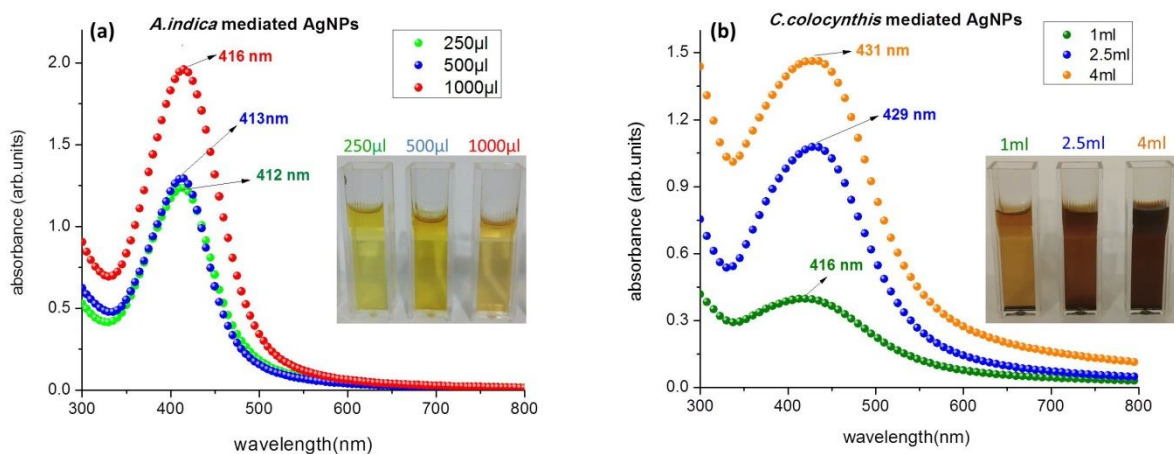 (a)
A.indica mediated AgNPs
250µl
500µl
1000µl
416 nm
413nm
412 nm
250µl 500µl 1000µl
absorbance (arb.units)
2.0
1.5
1.0
0.5
0.0
300 400 500 600 700 800
wavelength(nm)
(b)
C.colocynthis mediated AgNPs
1ml
2.5ml
4ml
431 nm
429 nm
416 nm
1ml 2.5ml 4ml
absorbance (arb.units)
1.5
1.2
0.9
0.6
0.3
0.0
300 400 500 600 700 800
wavelength(nm)